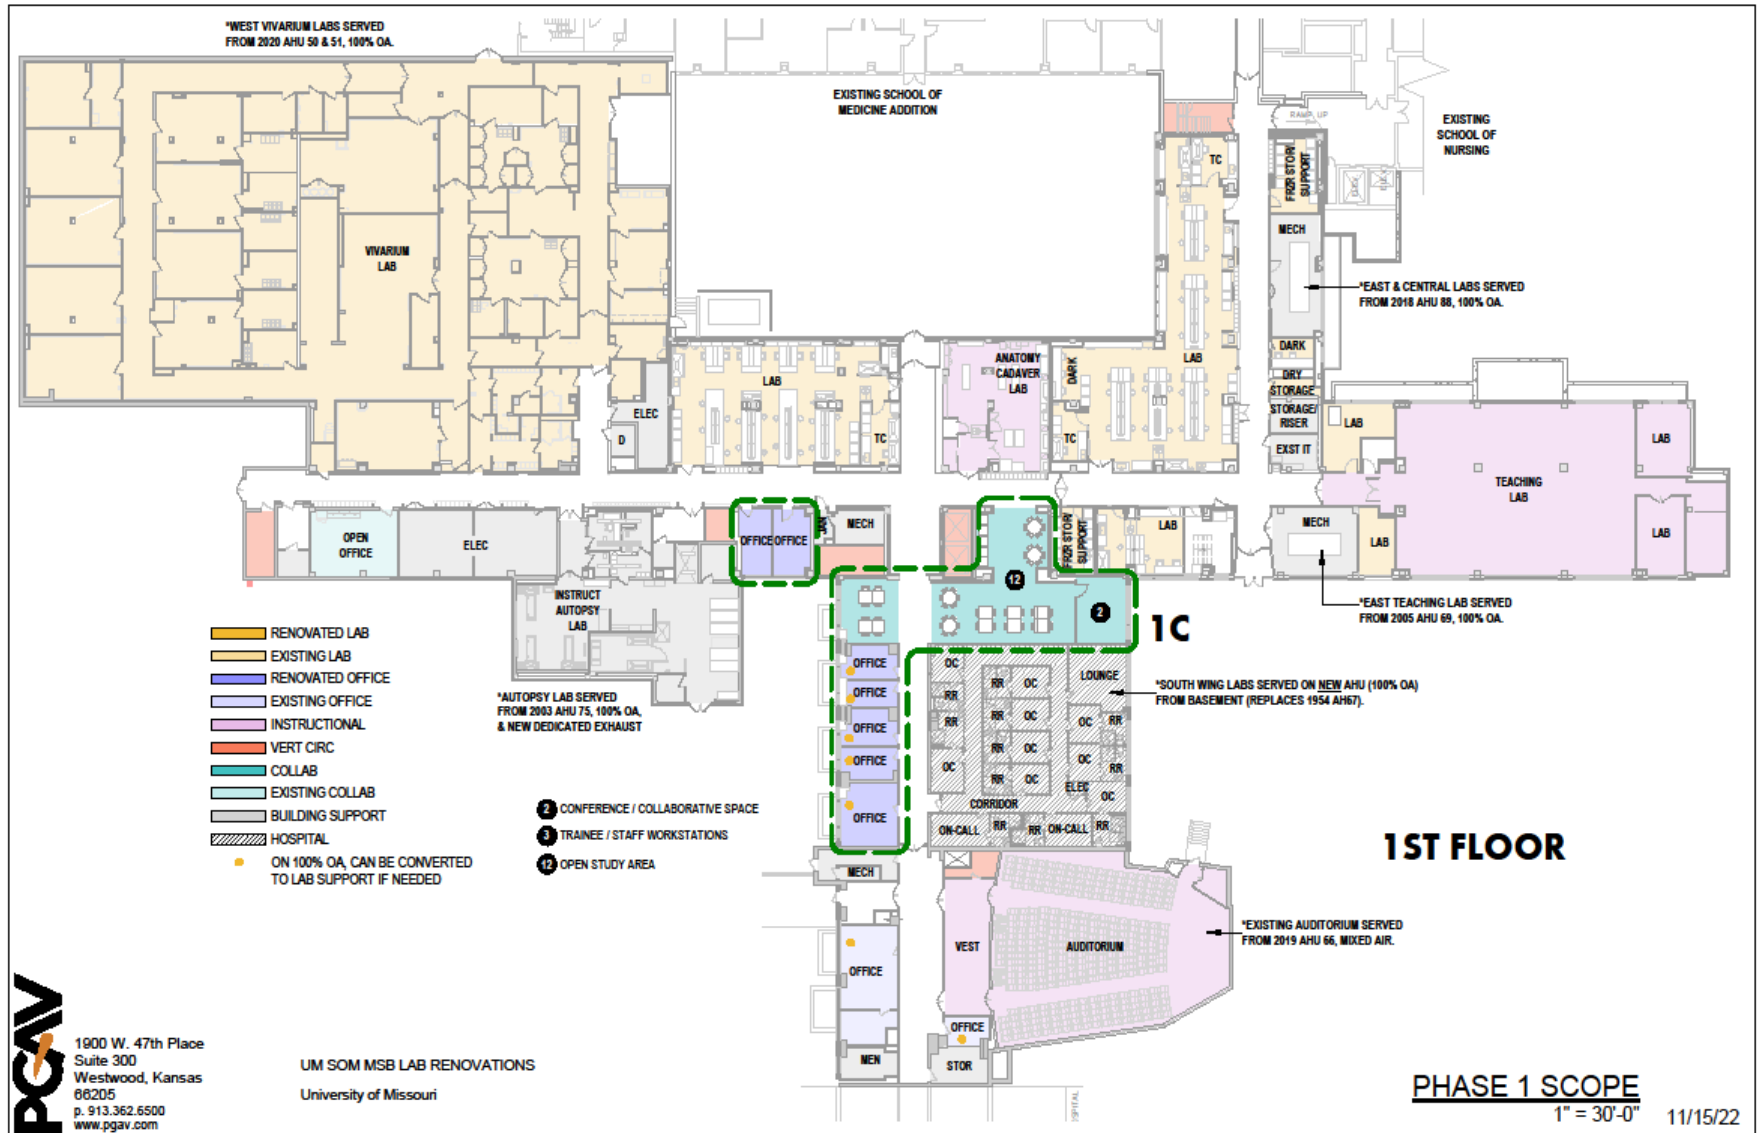 *WEST VIVARIUM LABS SERVED
FROM 2020 AHU 50 & 51, 100% OA.
EXISTING SCHOOL OF
MEDICINE ADDITION
RAMP, UP
EXISTING
SCHOOL OF
NURSING
TC
FRZR STOR/
SUPPORT
MECH
VIVARIUM
LAB
*EAST & CENTRAL LABS SERVED
FROM 2018 AHU 88, 100% OA.
DARK
DRY
STORAGE
STORAGE/
RISER
EXST IT
LAB
ANATOMY
CADAVER
LAB
DARK
LAB
ELEC
D
TC
TC
LAB
LAB
TEACHING
LAB
OPEN
OFFICE
ELEC
OFFICE
OFFICE
JAN
MECH
FRZR STOR/
SUPPORT
LAB
MECH
LAB
LAB
12
2
1C
INSTRUCT
AUTOPSY
LAB
*EAST TEACHING LAB SERVED
FROM 2005 AHU 69, 100% OA.
RENOVATED LAB
EXISTING LAB
RENOVATED OFFICE
EXISTING OFFICE
INSTRUCTIONAL
VERT CIRC
COLLAB
EXISTING COLLAB
BUILDING SUPPORT
HOSPITAL
ON 100% OA, CAN BE CONVERTED
TO LAB SUPPORT IF NEEDED
*AUTOPSY LAB SERVED
FROM 2003 AHU 75, 100% OA,
& NEW DEDICATED EXHAUST
2 CONFERENCE / COLLABORATIVE SPACE
3 TRAINEE / STAFF WORKSTATIONS
12 OPEN STUDY AREA
OFFICE
OFFICE
OFFICE
OFFICE
OFFICE
OC
RR
OC
LOUNGE
RR
RR
OC
OC
RR
RR
OC
OC
OC
RR
RR
OC
ELEC
OC
CORRIDOR
ON-CALL
RR
RR
ON-CALL
RR
*SOUTH WING LABS SERVED ON NEW AHU (100% OA)
FROM BASEMENT (REPLACES 1954 AH67).
1ST FLOOR
MECH
VEST
AUDITORIUM
*EXISTING AUDITORIUM SERVED
FROM 2019 AHU 66, MIXED AIR.
OFFICE
OFFICE
MEN
STOR
PGAV
1900 W. 47th Place
Suite 300
Westwood, Kansas
66205
p. 913.362.6500
www.pgav.com
UM SOM MSB LAB RENOVATIONS
University of Missouri
PHASE 1 SCOPE
1" = 30'-0"
11/15/22